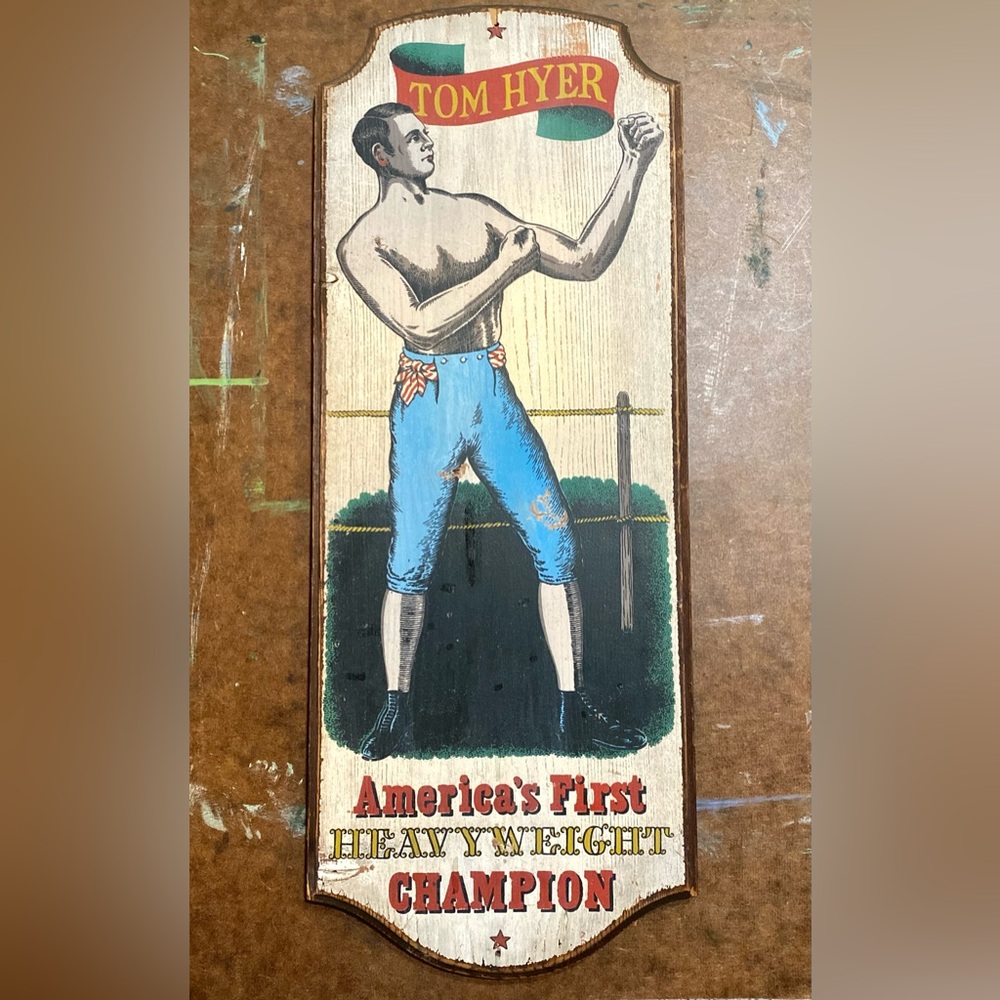 TOM HYER
America's First
HEAVYWEIGHT
CHAMPION